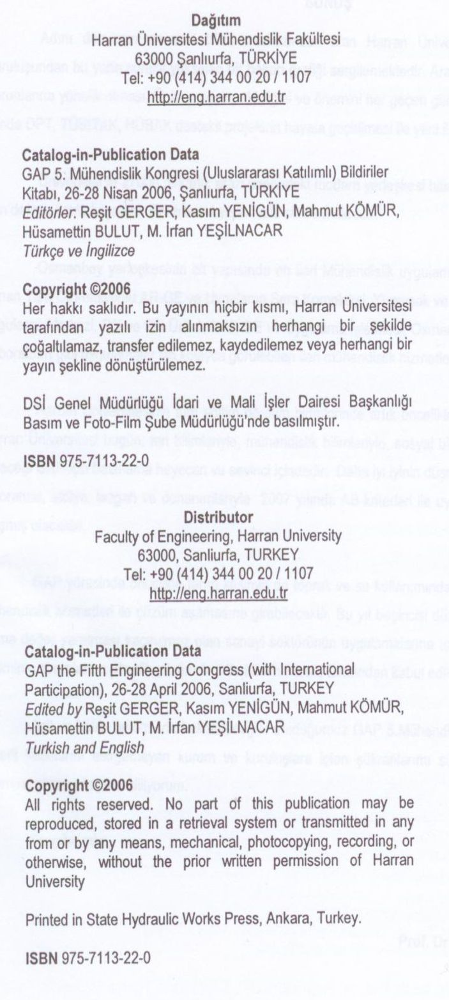 Dağıtım
Harran Üniversitesi Mühendislik Fakültesi
63000 Şanlıurfa, TÜRKİYE
Tel: +90 (414) 344 00 20 / 1107
http://eng.harran.edu.tr
Catalog-in-Publication Data
GAP 5. Mühendislik Kongresi (Uluslararası Katılımlı) Bildiriler
Kitabı, 26-28 Nisan 2006, Şanlıurfa, TÜRKİYE
Editörler: Reşit GERGER, Kasım YENİGÜN, Mahmut KÖMÜR,
Hüsamettin BULUT, M. İrfan YEŞİLNACAR
Türkçe ve İngilizce
Copyright ©2006
Her hakkı saklıdır. Bu yayının hiçbir kısmı, Harran Üniversitesi
tarafından yazılı izin alınmaksızın herhangi bir şekilde
çoğaltılamaz, transfer edilemez, kaydedilemez veya herhangi bir
yayın şekline dönüştürülemez.
DSİ Genel Müdürlüğü İdari ve Mali İşler Dairesi Başkanlığı
Basım ve Foto-Film Şube Müdürlüğü'nde basılmıştır.
ISBN 975-7113-22-0
Distributor
Faculty of Engineering, Harran University
63000, Sanliurfa, TURKEY
Tel: +90 (414) 344 00 20 / 1107
http://eng.harran.edu.tr
Catalog-in-Publication Data
GAP the Fifth Engineering Congress (with International
Participation), 26-28 April 2006, Sanliurfa, TURKEY
Edited by Reşit GERGER, Kasım YENİGÜN, Mahmut KÖMÜR,
Hüsamettin BULUT, M. İrfan YEŞİLNACAR
Turkish and English
Copyright ©2006
All rights reserved. No part of this publication may be
reproduced, stored in a retrieval system or transmitted in any
from or by any means, mechanical, photocopying, recording, or
otherwise, without the prior written permission of Harran
University
Printed in State Hydraulic Works Press, Ankara, Turkey.
ISBN 975-7113-22-0